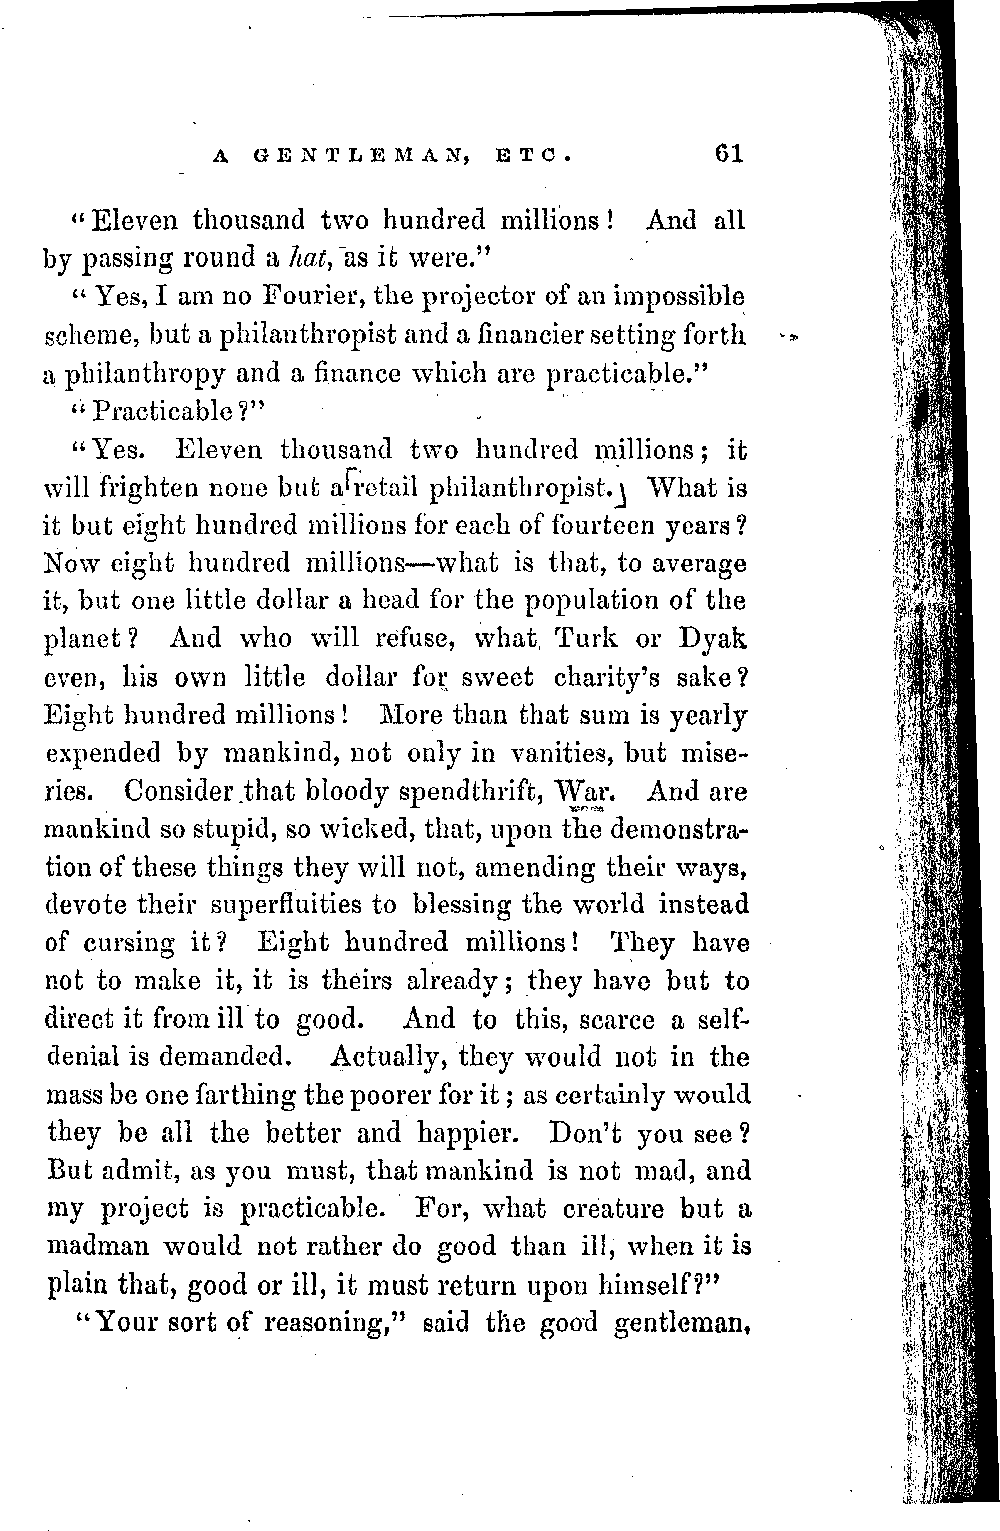 A GENTLEMAN, ETC. 61
"Eleven thousand two hundred millions! And all
by passing round a hat, as it were."
"Yes, I am no Fourier, the projector of an impossible
scheme, but a philanthropist and a financier setting forth
a philanthropy and a finance which are practicable."
"Practicable?"
"Yes. Eleven thousand two hundred millions; it
will frighten none but a retail philanthropist. What is
it but eight hundred millions for each of fourteen years?
Now eight hundred millions—what is that, to average
it, but one little dollar a head for the population of the
planet? And who will refuse, what Turk or Dyak
even, his own little dollar for sweet charity's sake?
Eight hundred millions! More than that sum is yearly
expended by mankind, not only in vanities, but mise-
ries. Consider that bloody spendthrift, War. And are
mankind so stupid, so wicked, that, upon the demonstra-
tion of these things they will not, amending their ways,
devote their superfluities to blessing the world instead
of cursing it? Eight hundred millions! They have
not to make it, it is theirs already; they have but to
direct it from ill to good. And to this, scarce a self-
denial is demanded. Actually, they would not in the
mass be one farthing the poorer for it; as certainly would
they be all the better and happier. Don't you see?
But admit, as you must, that mankind is not mad, and
my project is practicable. For, what creature but a
madman would not rather do good than ill, when it is
plain that, good or ill, it must return upon himself?"
"Your sort of reasoning," said the good gentleman,